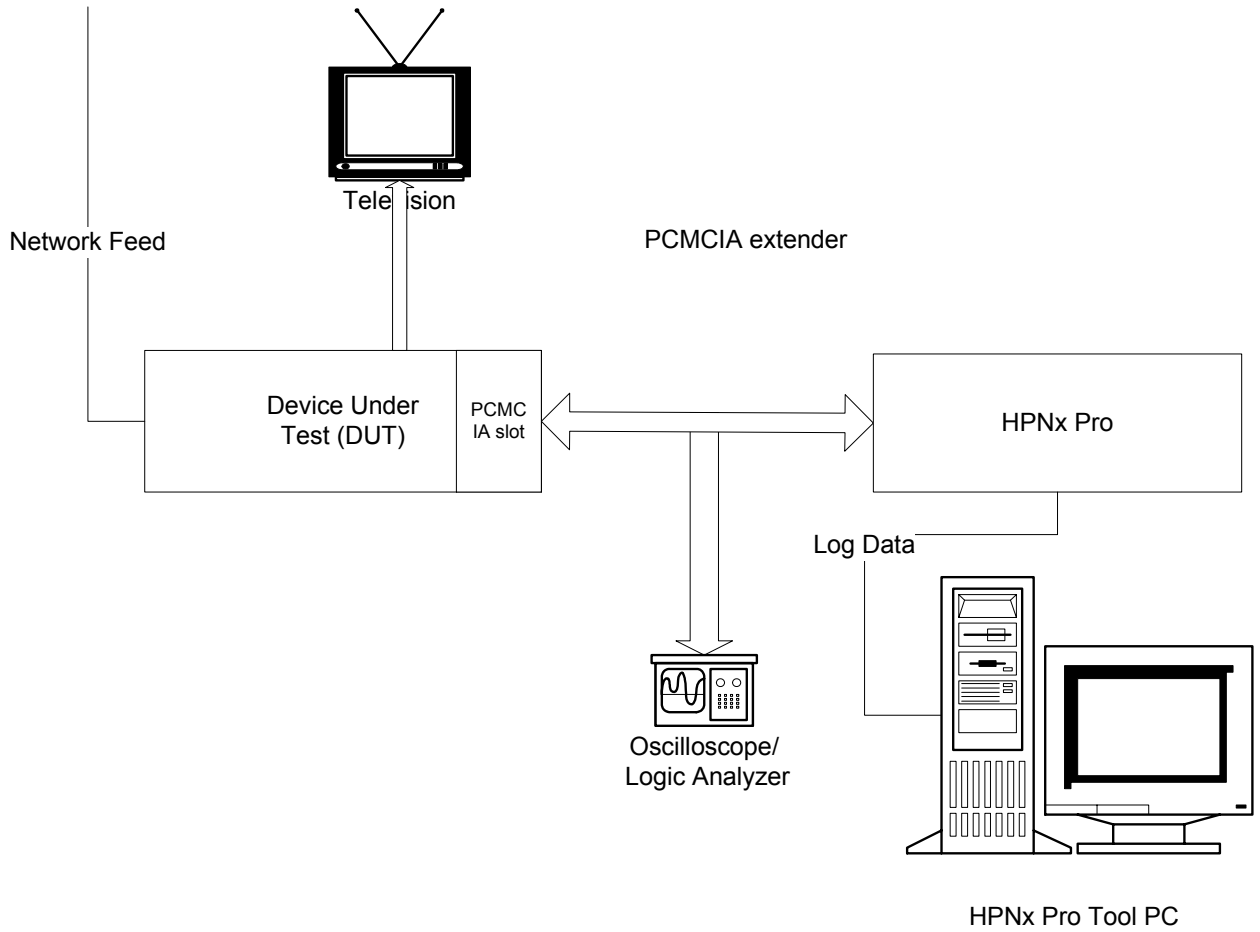 Television
Network Feed
PCMCIA extender
Device Under
Test (DUT)
PCMC
IA slot
HPNx Pro
Log Data
Oscilloscope/
Logic Analyzer
HPNx Pro Tool PC